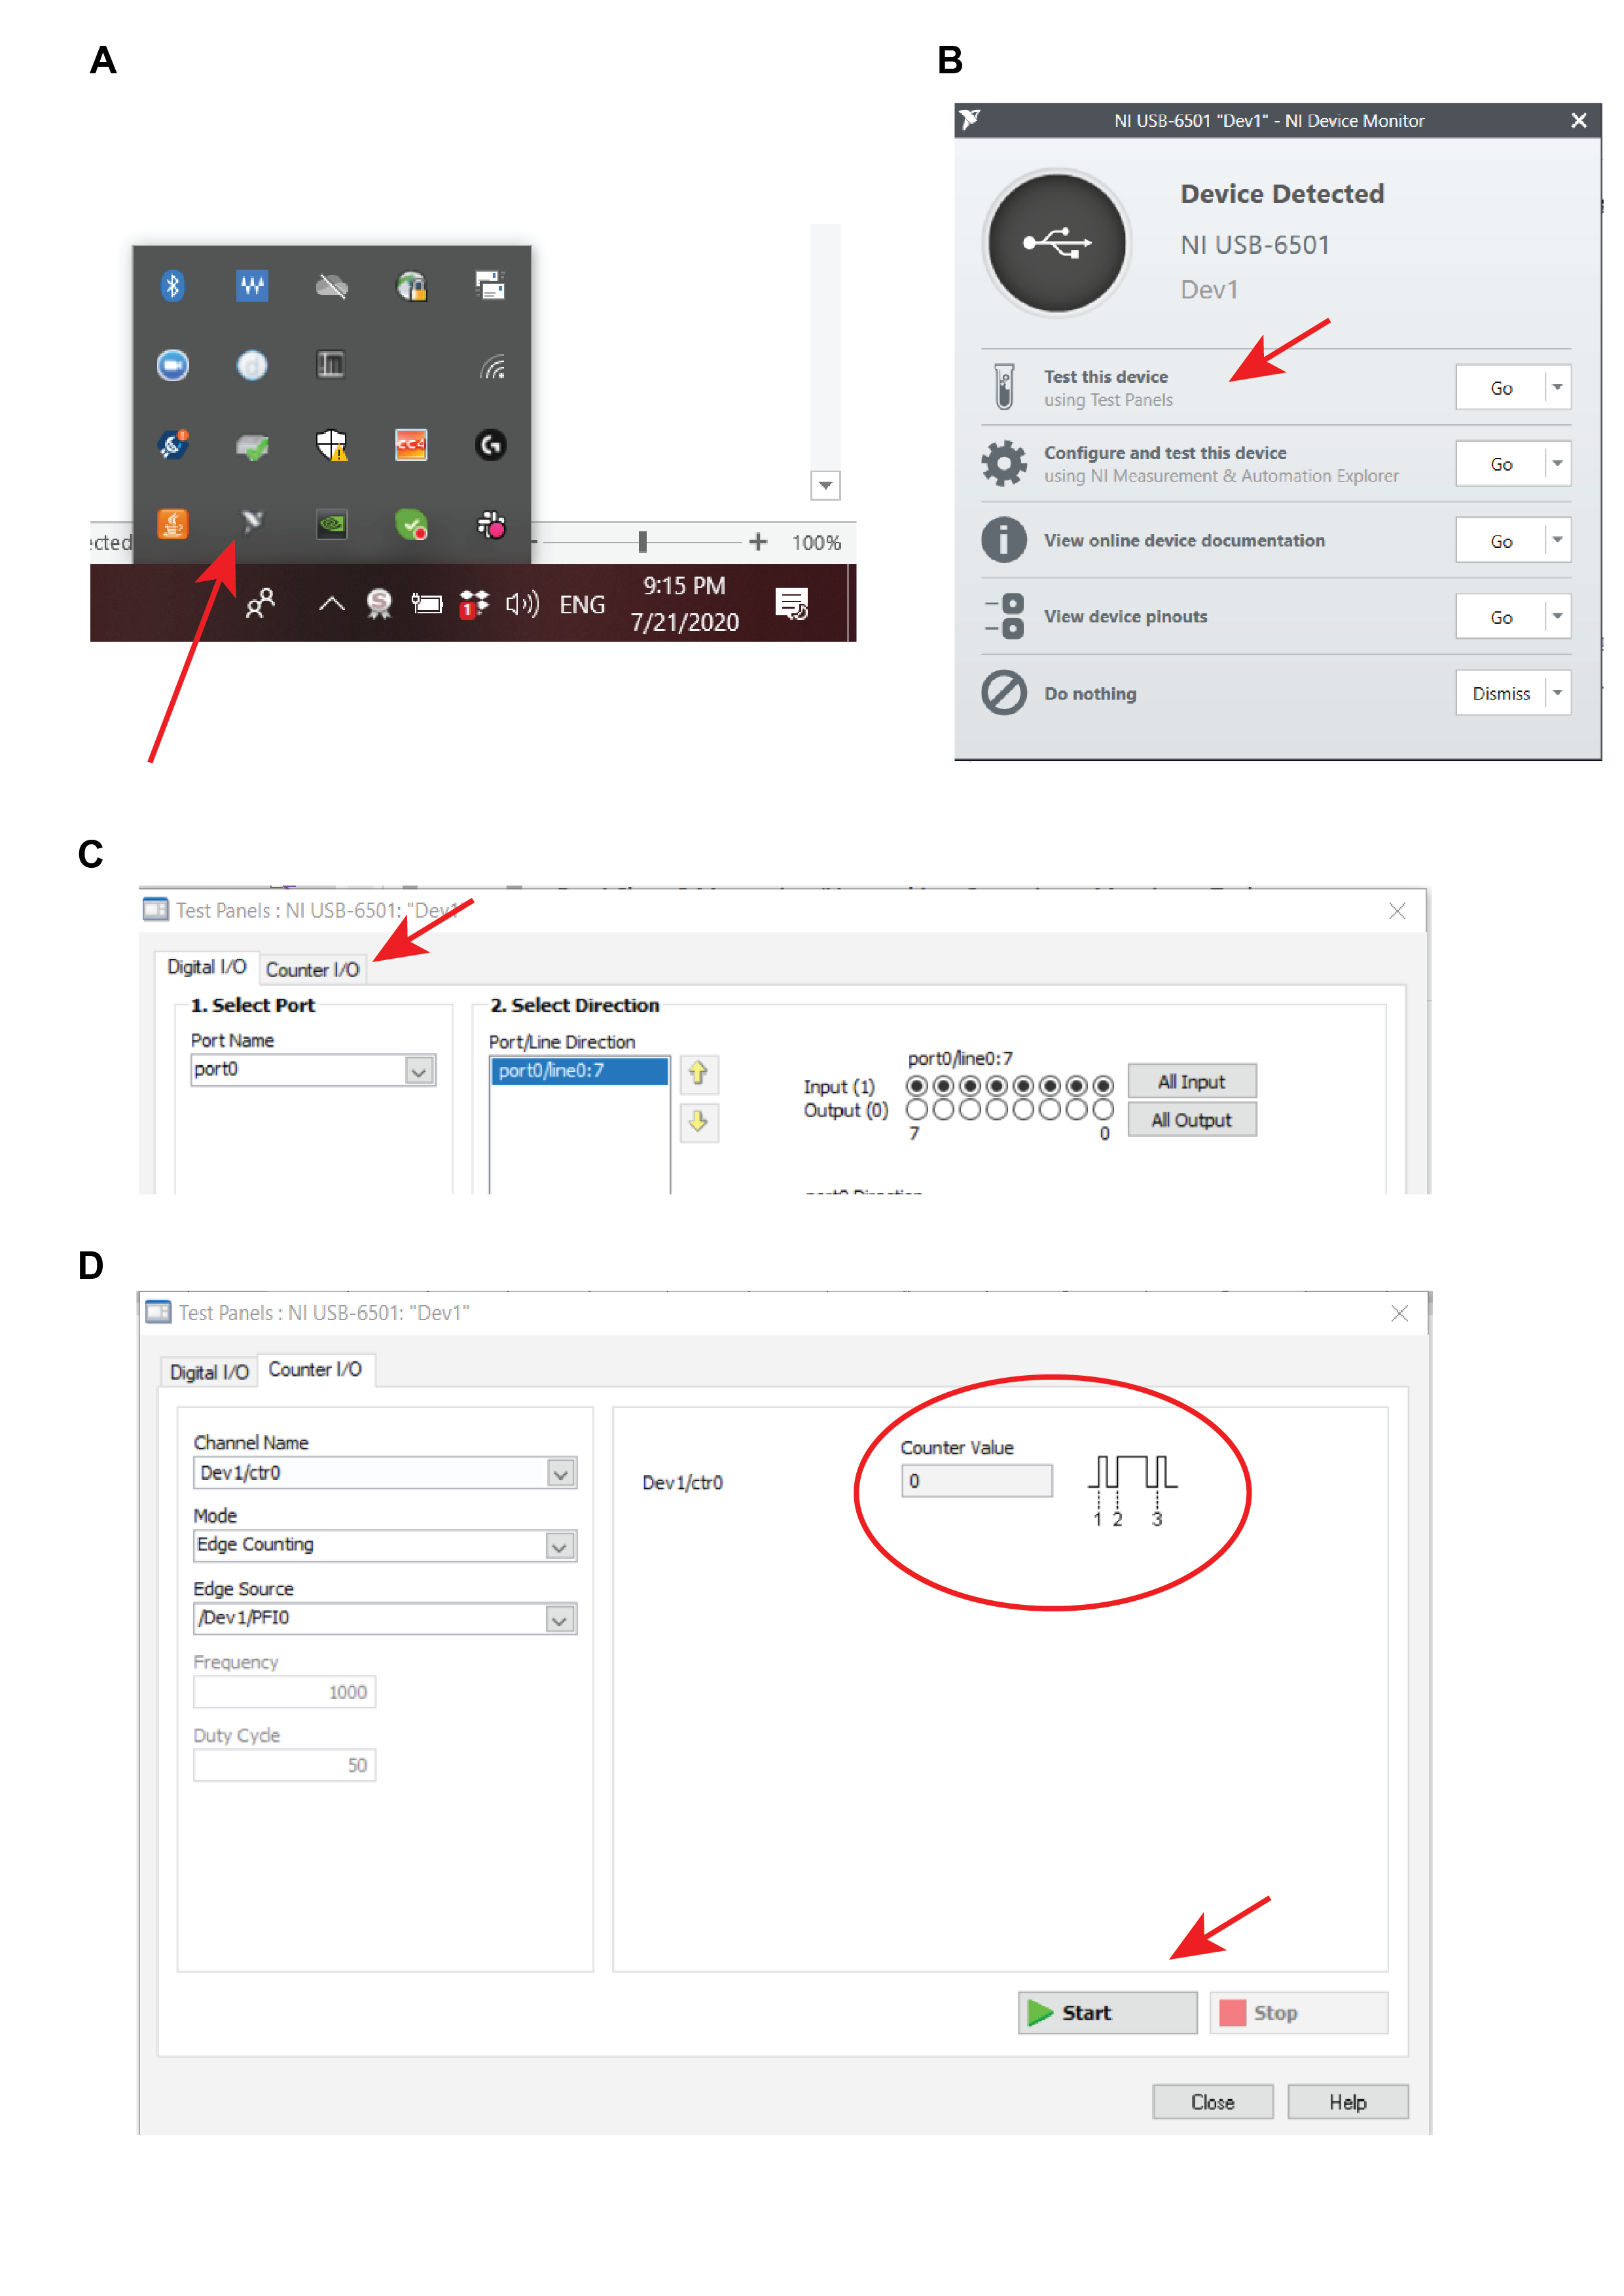 A
cted
100%
1
ENG
9:15 PM
7/21/2020
CC4
B
NI USB-6501 "Dev1" - NI Device Monitor
Device Detected
NI USB-6501
Dev1
Test this device
using Test Panels
Go
Configure and test this device
using NI Measurement & Automation Explorer
Go
View online device documentation
Go
View device pinouts
Go
Do nothing
Dismiss
C
Test Panels : NI USB-6501: "Dev1"
Digital I/O
Counter I/O
1. Select Port
Port Name
port0
2. Select Direction
Port/Line Direction
port0/line0:7
port0/line0:7
Input (1)
Output (0)
7 0
All Input
All Output
D
Test Panels : NI USB-6501: "Dev1"
Digital I/O
Counter I/O
Channel Name
Dev1/ctr0
Mode
Edge Counting
Edge Source
/Dev1/PFI0
Frequency
1000
Duty Cycle
50
Dev1/ctr0
Counter Value
0
1 2 3
Start
Stop
Close
Help